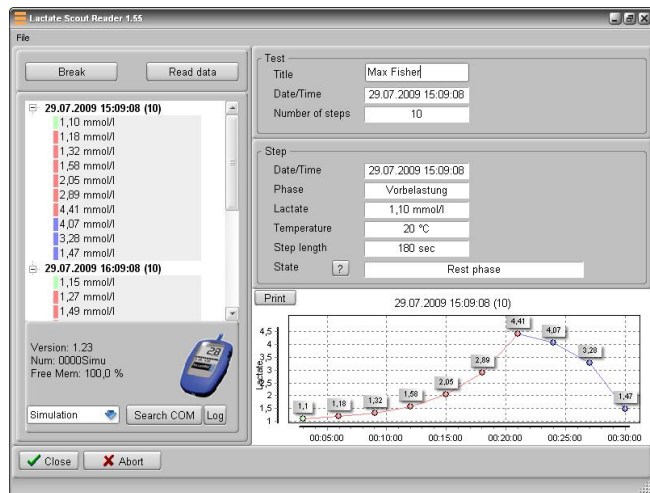 Lactate Scout Reader 1.55
File
Break
Read data
29.07.2009 15:09:08 (10)
1,10 mmol/l
1,18 mmol/l
1,32 mmol/l
1,58 mmol/l
2,05 mmol/l
2,89 mmol/l
4,41 mmol/l
4,07 mmol/l
3,28 mmol/l
1,47 mmol/l
29.07.2009 16:09:08 (10)
1,15 mmol/l
1,27 mmol/l
1,49 mmol/l
Version: 1.23
Num: 0000Simu
Free Mem: 100,0 %
28
Simulation
Search COM
Log
Test
Title Max Fisher
Date/Time 29.07.2009 15:09:08
Number of steps 10
Step
Date/Time 29.07.2009 15:09:08
Phase Vorbelastung
Lactate 1,10 mmol/l
Temperature 20 °C
Step length 180 sec
State ? Rest phase
Print
29.07.2009 15:09:08 (10)
Lactate
4,5
4
3,5
3
2,5
2
1,5
1
1,1
1,18
1,32
1,58
2,05
2,89
4,41
4,07
3,28
1,47
00:05:00 00:10:00 00:15:00 00:20:00 00:25:00 00:30:00
Close
Abort